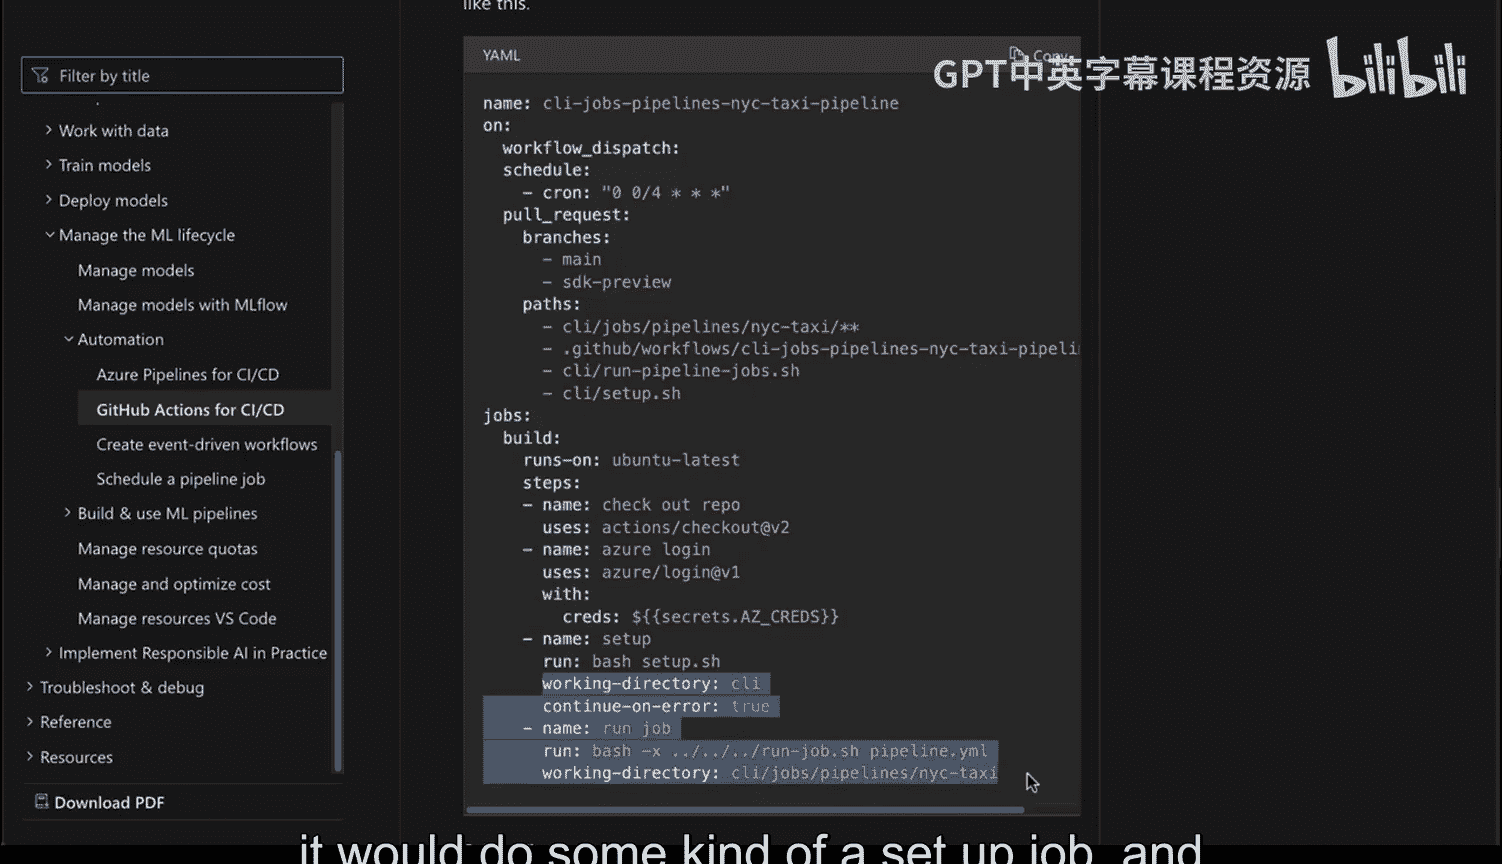 like this.
Filter by title
Work with data
Train models
Deploy models
Manage the ML lifecycle
Manage models
Manage models with MLflow
Automation
Azure Pipelines for CI/CD
GitHub Actions for CI/CD
Create event-driven workflows
Schedule a pipeline job
Build & use ML pipelines
Manage resource quotas
Manage and optimize cost
Manage resources VS Code
Implement Responsible AI in Practice
Troubleshoot & debug
Reference
Resources
Download PDF
YAML
Copy
GPT中英字幕课程资源 bilibili
name: cli-jobs-pipelines-nyc-taxi-pipeline
on:
workflow_dispatch:
schedule:
- cron: "0 0/4 * * *"
pull_request:
branches:
- main
- sdk-preview
paths:
- cli/jobs/pipelines/nyc-taxi/**
- .github/workflows/cli-jobs-pipelines-nyc-taxi-pipeli
- cli/run-pipeline-jobs.sh
- cli/setup.sh
jobs:
build:
runs-on: ubuntu-latest
steps:
- name: check out repo
uses: actions/checkout@v2
- name: azure login
uses: azure/login@v1
with:
creds: ${{secrets.AZ_CREDS}}
- name: setup
run: bash setup.sh
working-directory: cli
continue-on-error: true
- name: run job
run: bash -x ../../../run-job.sh pipeline.yml
working-directory: cli/jobs/pipelines/nyc-taxi
it would do some kind of a set up job, and